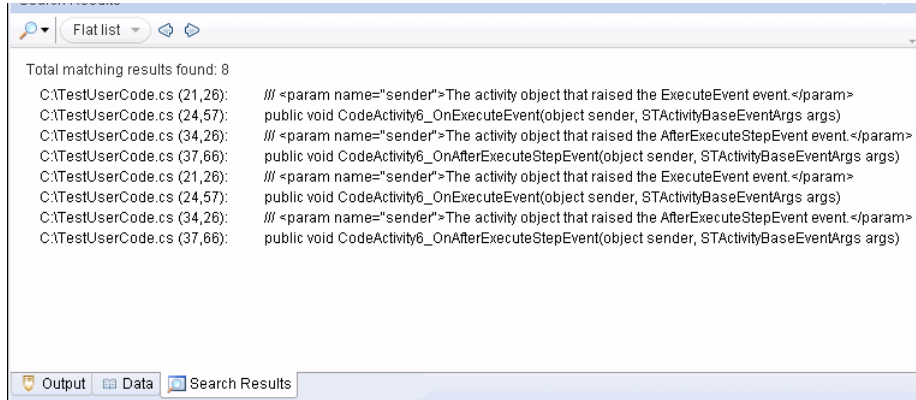 Search Results
Flat list
Total matching results found: 8
C:\TestUserCode.cs (21,26): /// <param name="sender">The activity object that raised the ExecuteEvent event.</param>
C:\TestUserCode.cs (24,57): public void CodeActivity6_OnExecuteEvent(object sender, STActivityBaseEventArgs args)
C:\TestUserCode.cs (34,26): /// <param name="sender">The activity object that raised the AfterExecuteStepEvent event.</param>
C:\TestUserCode.cs (37,66): public void CodeActivity6_OnAfterExecuteStepEvent(object sender, STActivityBaseEventArgs args)
C:\TestUserCode.cs (21,26): /// <param name="sender">The activity object that raised the ExecuteEvent event.</param>
C:\TestUserCode.cs (24,57): public void CodeActivity6_OnExecuteEvent(object sender, STActivityBaseEventArgs args)
C:\TestUserCode.cs (34,26): /// <param name="sender">The activity object that raised the AfterExecuteStepEvent event.</param>
C:\TestUserCode.cs (37,66): public void CodeActivity6_OnAfterExecuteStepEvent(object sender, STActivityBaseEventArgs args)
Output Data Search Results